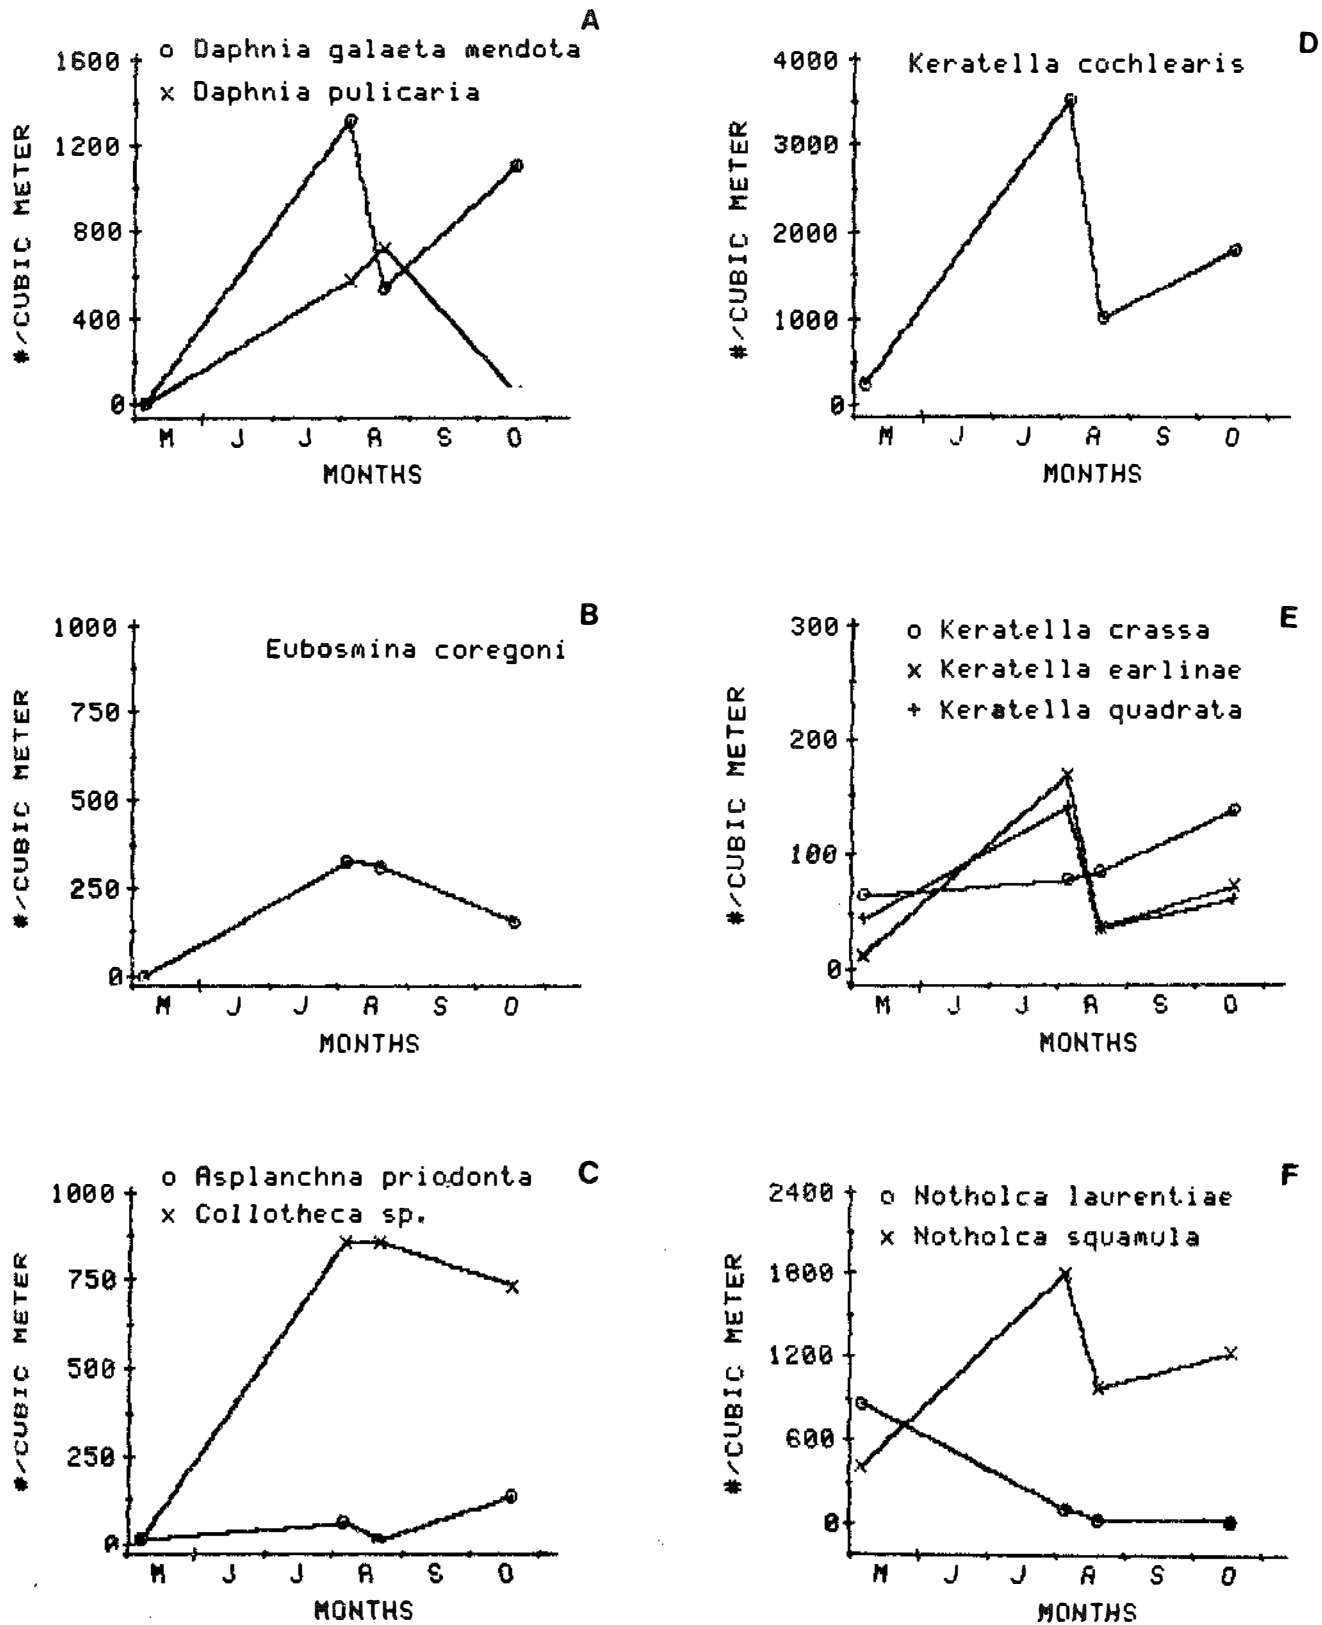 A
o Daphnia galaeta mendota
x Daphnia pulicaria
1600
1200
800
400
0
#/CUBIC METER
M J J A S O
MONTHS
D
Keratella cochlearis
4000
3000
2000
1000
0
#/CUBIC METER
M J J A S O
MONTHS
B
Eubosmina coregoni
1000
750
500
250
0
#/CUBIC METER
M J J A S O
MONTHS
E
o Keratella crassa
x Keratella earlinae
+ Keratella quadrata
300
200
100
0
#/CUBIC METER
M J J A S O
MONTHS
C
o Asplanchna priodonta
x Collotheca sp.
1000
750
500
250
0
#/CUBIC METER
M J J A S O
MONTHS
F
o Notholca laurentiae
x Notholca squamula
2400
1800
1200
600
0
#/CUBIC METER
M J J A S O
MONTHS